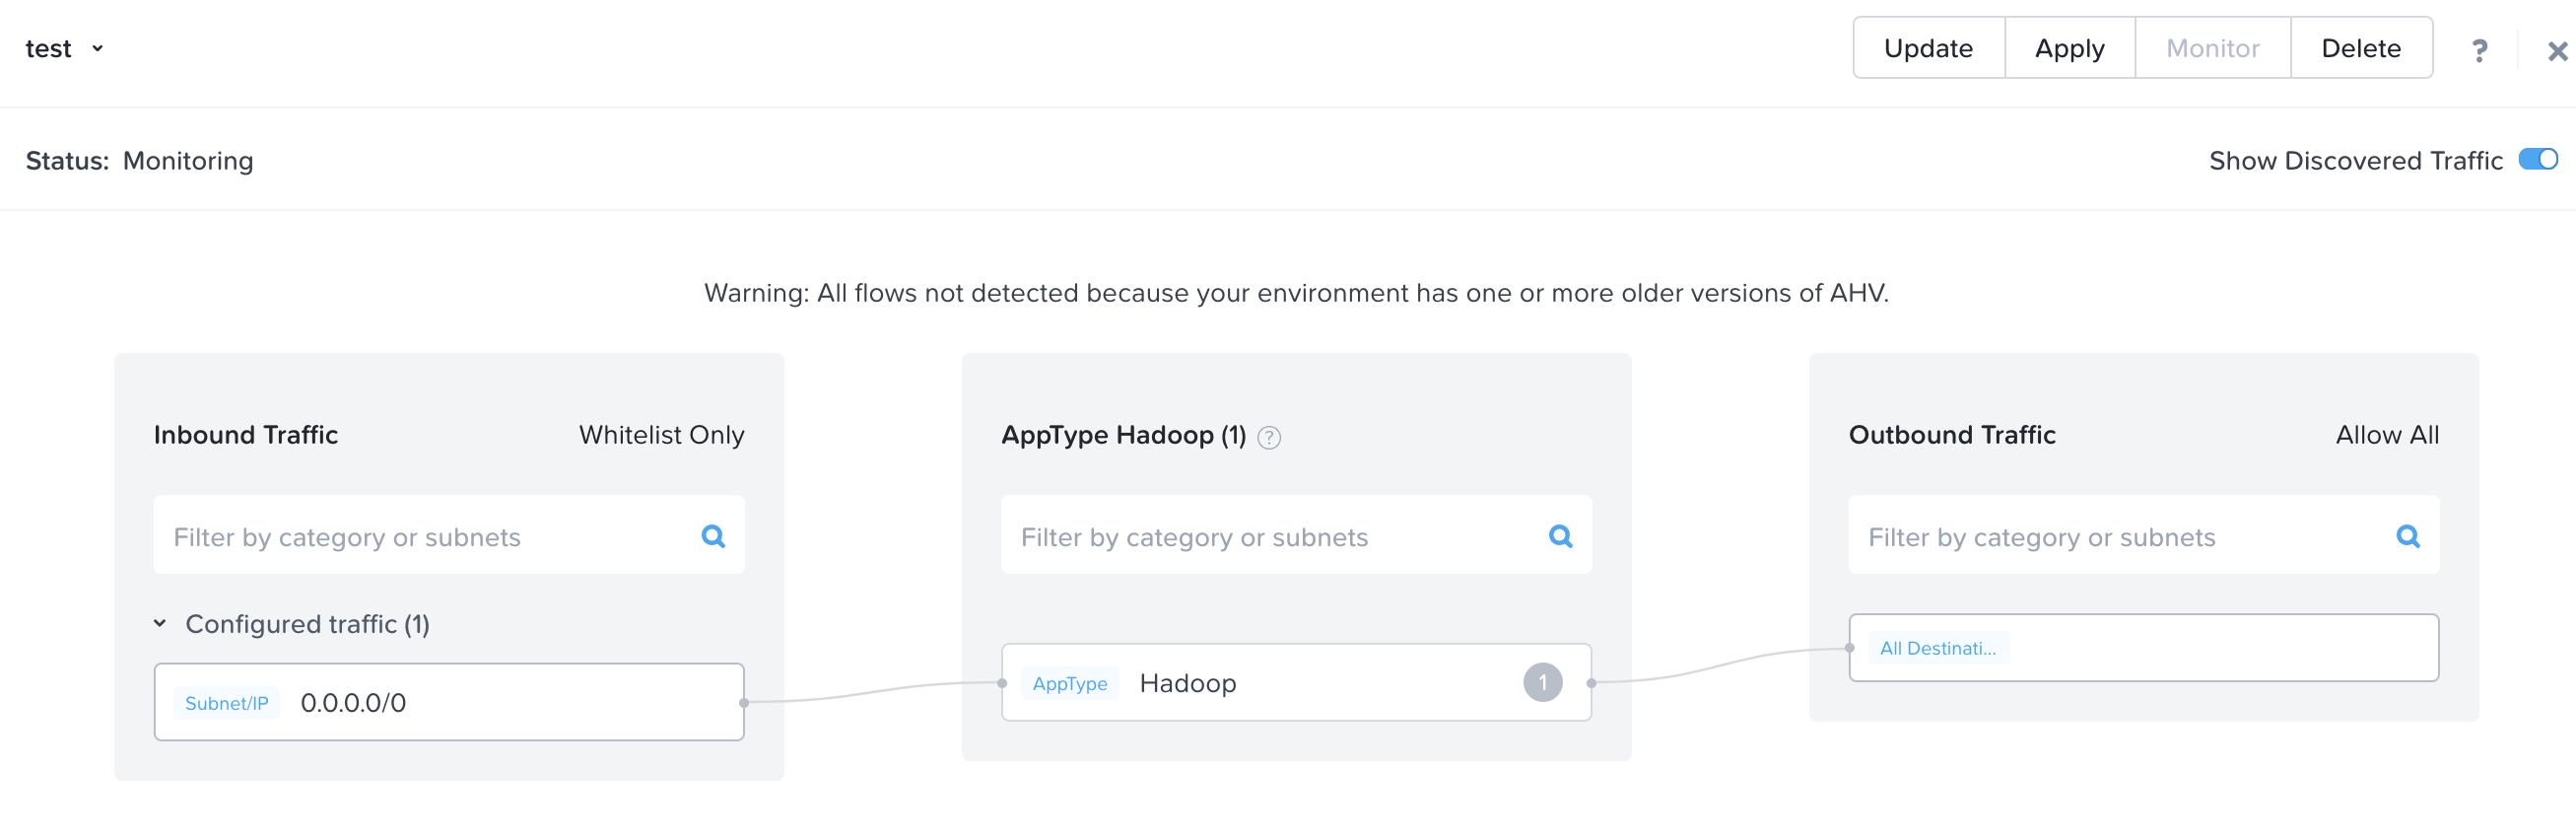 test
Update Apply Monitor Delete ?
Status: Monitoring
Show Discovered Traffic
Warning: All flows not detected because your environment has one or more older versions of AHV.
Inbound Traffic Whitelist Only
Filter by category or subnets
Configured traffic (1)
Subnet/IP 0.0.0.0/0
AppType Hadoop (1) ?
Filter by category or subnets
AppType Hadoop 1
Outbound Traffic Allow All
Filter by category or subnets
All Destinati...